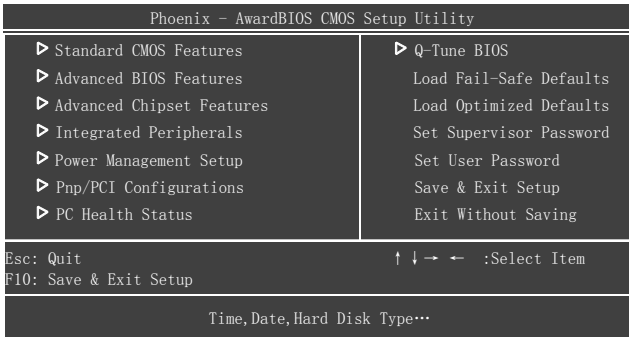 Phoenix - AwardBIOS CMOS Setup Utility
Standard CMOS Features
Advanced BIOS Features
Advanced Chipset Features
Integrated Peripherals
Power Management Setup
Pnp/PCI Configurations
PC Health Status
Q-Tune BIOS
Load Fail-Safe Defaults
Load Optimized Defaults
Set Supervisor Password
Set User Password
Save & Exit Setup
Exit Without Saving
Esc: Quit
F10: Save & Exit Setup
↑ ↓ → ← :Select Item
Time,Date,Hard Disk Type…